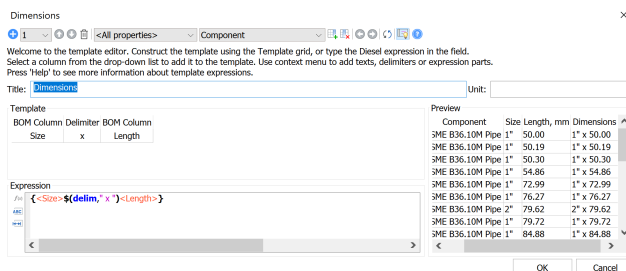 Dimensions
1 <All properties> Component
Welcome to the template editor. Construct the template using the Template grid, or type the Diesel expression in the field.
Select a column from the drop-down list to add it to the template. Use context menu to add texts, delimiters or expression parts.
Press 'Help' to see more information about template expressions.
Title: Dimensions Unit:
Template
BOM Column Delimiter BOM Column
Size x Length
Expression
{<Size>$(delim," x ")<Length>}
Preview
Component Size Length, mm Dimensions
SME B36.10M Pipe 1" 50.00 1" x 50.00
SME B36.10M Pipe 1" 50.19 1" x 50.19
SME B36.10M Pipe 1" 50.30 1" x 50.30
SME B36.10M Pipe 1" 54.86 1" x 54.86
SME B36.10M Pipe 1" 72.99 1" x 72.99
SME B36.10M Pipe 1" 76.27 1" x 76.27
SME B36.10M Pipe 2" 79.62 2" x 79.62
SME B36.10M Pipe 1" 79.72 1" x 79.72
SME B36.10M Pipe 1" 84.88 1" x 84.88
OK Cancel